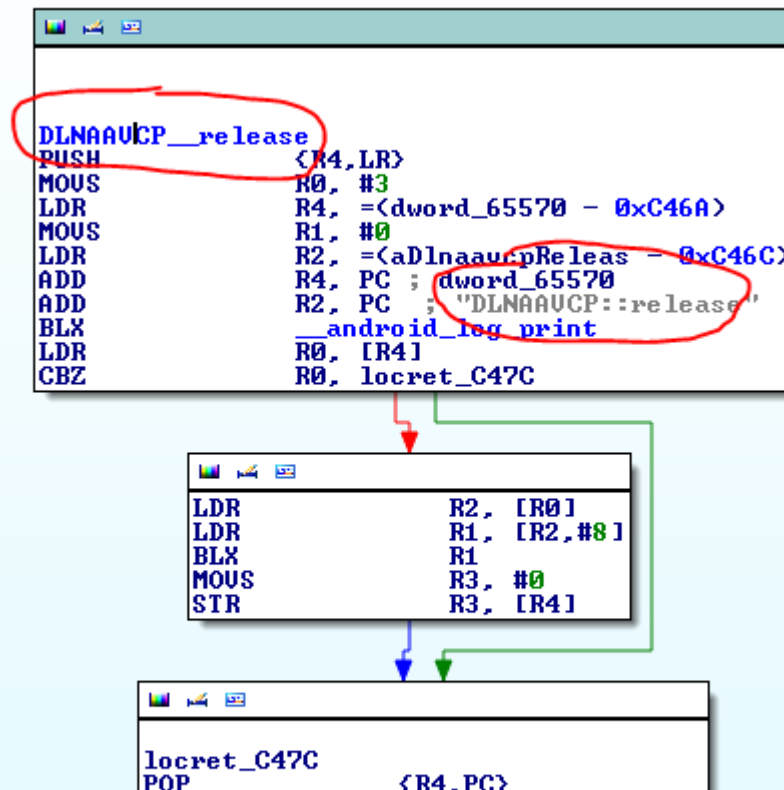 DLNAAVCP__release
PUSH {R4,LR}
MOVS R0, #3
LDR R4, =(dword_65570 - 0xC46A)
MOVS R1, #0
LDR R2, =(aDlnaavcpReleas - 0xC46C)
ADD R4, PC ; dword_65570
ADD R2, PC ; "DLNAAVCP::release"
BLX __android_log_print
LDR R0, [R4]
CBZ R0, locret_C47C
LDR R2, [R0]
LDR R1, [R2,#8]
BLX R1
MOVS R3, #0
STR R3, [R4]
locret_C47C
POP {R4,PC}